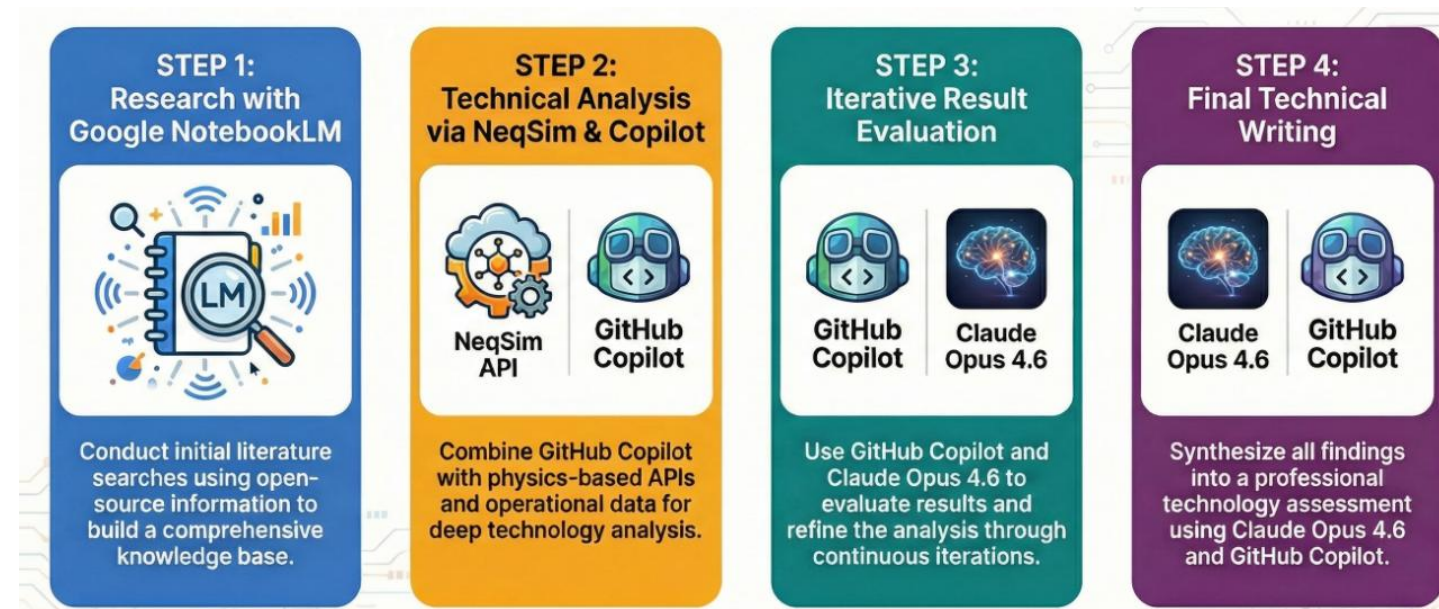 STEP 1:
Research with
Google NotebookLM
LM
Conduct initial literature
searches using open-
source information to
build a comprehensive
knowledge base.
STEP 2:
Technical Analysis
via NeqSim & Copilot
NeqSim
API
GitHub
Copilot
Combine GitHub Copilot
with physics-based APIs
and operational data for
deep technology analysis.
STEP 3:
Iterative Result
Evaluation
GitHub
Copilot
Claude
Opus 4.6
Use GitHub Copilot and
Claude Opus 4.6 to
evaluate results and
refine the analysis through
continuous iterations.
STEP 4:
Final Technical
Writing
Claude
Opus 4.6
GitHub
Copilot
Synthesize all findings
into a professional
technology assessment
using Claude Opus 4.6
and GitHub Copilot.